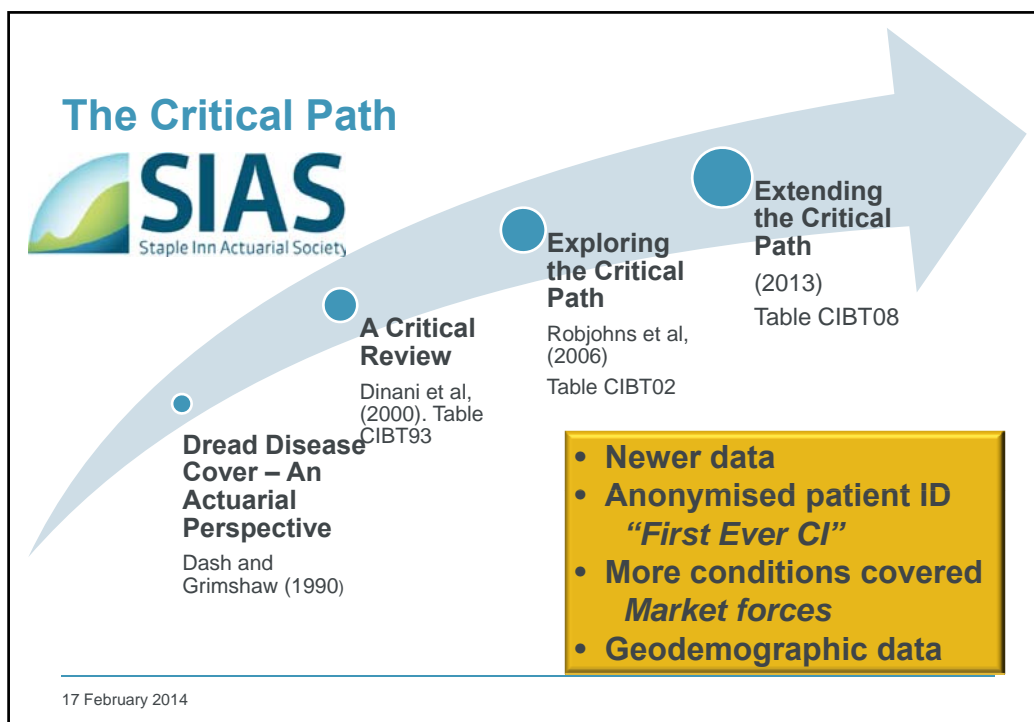 The Critical Path
SIAS
Staple Inn Actuarial Society
Dread Disease
Cover – An
Actuarial
Perspective
Dash and
Grimshaw (1990)
A Critical
Review
Dinani et al,
(2000). Table
CIBT93
Exploring
the Critical
Path
Robjohns et al,
(2006)
Table CIBT02
Extending
the Critical
Path
(2013)
Table CIBT08
• Newer data
• Anonymised patient ID
“First Ever CI”
• More conditions covered
Market forces
• Geodemographic data
17 February 2014